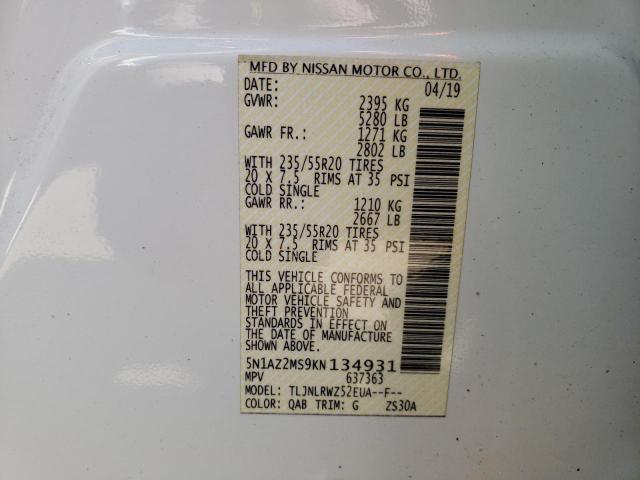 MFD BY NISSAN MOTOR CO., LTD.
DATE: 04/19
GVWR: 2395 KG
5280 LB
GAWR FR.: 1271 KG
2802 LB
WITH 235/55R20 TIRES
20 X 7.5 RIMS AT 35 PSI
COLD SINGLE
GAWR RR.: 1210 KG
2667 LB
WITH 235/55R20 TIRES
20 X 7.5 RIMS AT 35 PSI
COLD SINGLE
THIS VEHICLE CONFORMS TO
ALL APPLICABLE FEDERAL
MOTOR VEHICLE SAFETY AND
THEFT PREVENTION
STANDARDS IN EFFECT ON
THE DATE OF MANUFACTURE
SHOWN ABOVE.
5N1AZ2MS9KN134931
MPV 637363
MODEL: TLJNLRWZ52EUA--F--
COLOR: QAB TRIM: G ZS30A